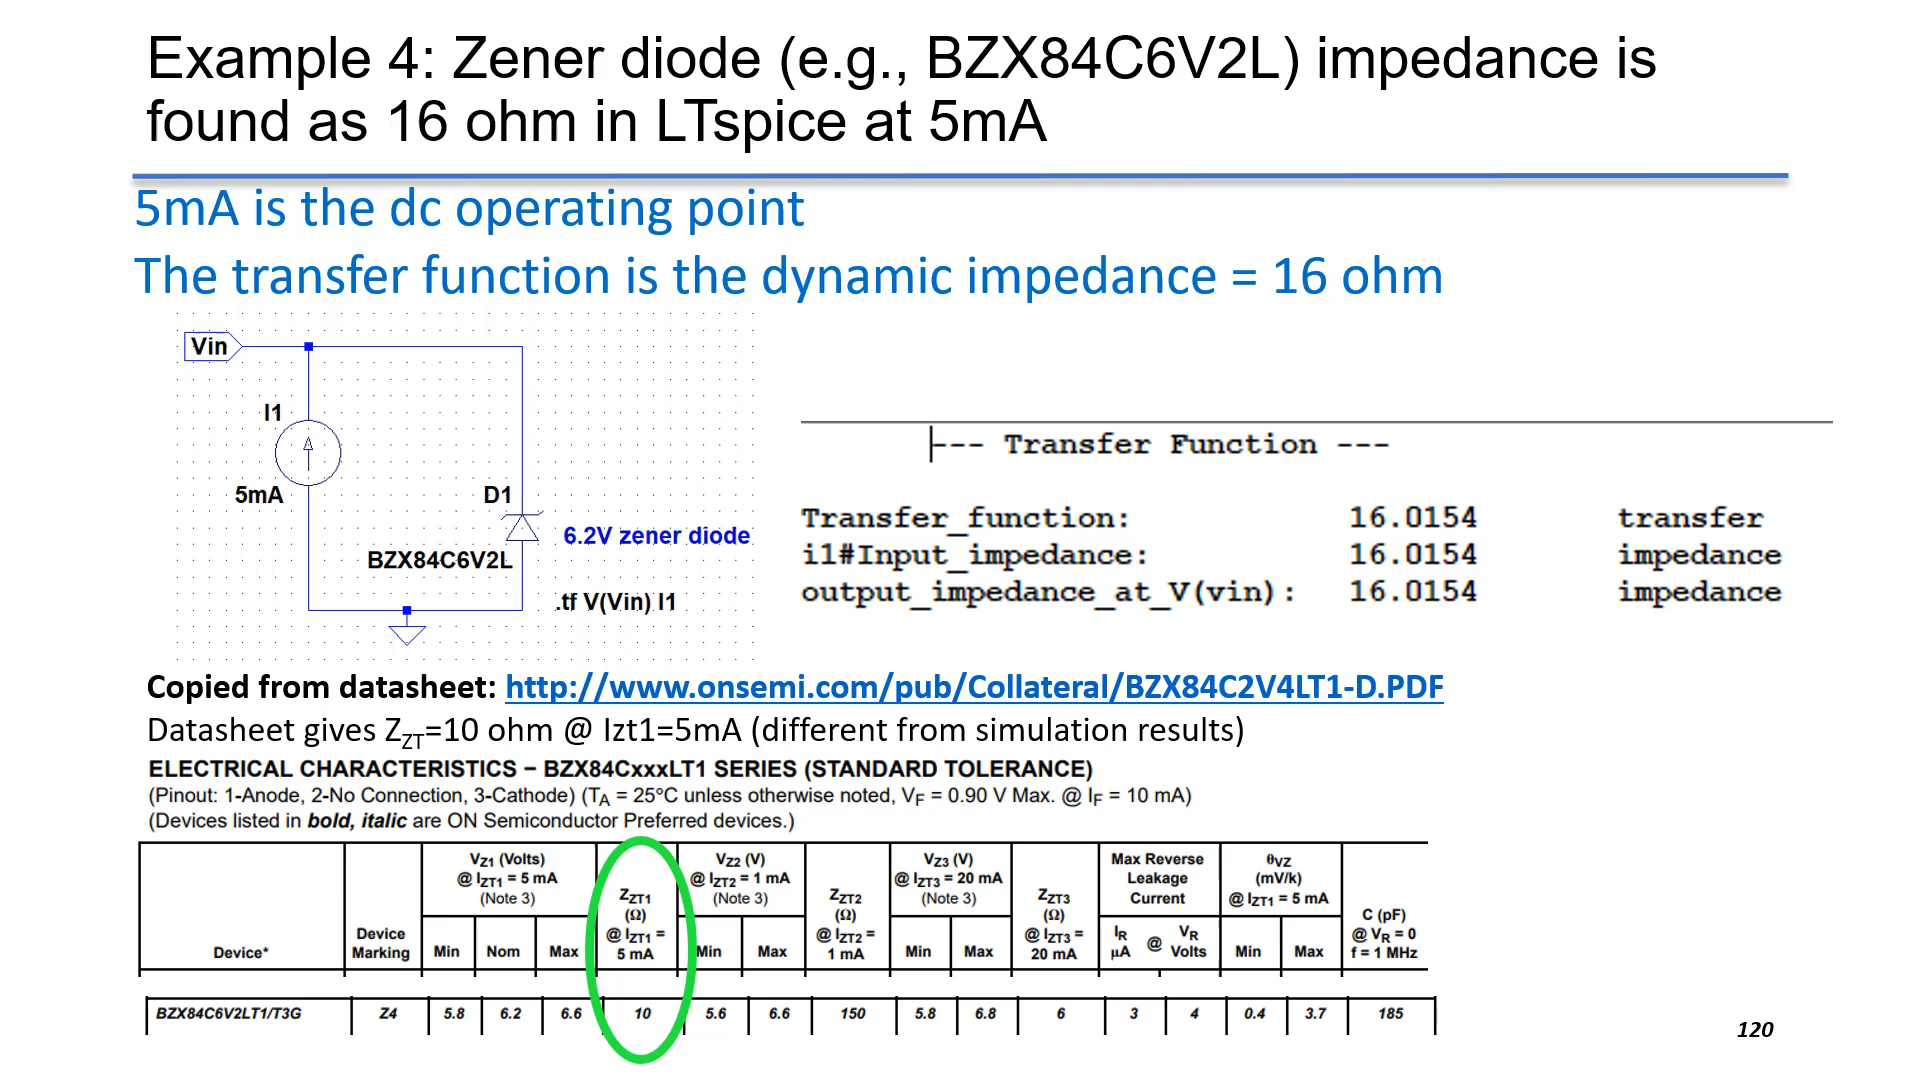 Example 4: Zener diode (e.g., BZX84C6V2L) impedance is
found as 16 ohm in LTspice at 5mA
5mA is the dc operating point
The transfer function is the dynamic impedance = 16 ohm
Vin
I1
5mA
D1
6.2V zener diode
BZX84C6V2L
.tf V(Vin) I1
--- Transfer Function ---
Transfer_function: 16.0154 transfer
i1#Input_impedance: 16.0154 impedance
output_impedance_at_V(vin): 16.0154 impedance
Copied from datasheet: http://www.onsemi.com/pub/Collateral/BZX84C2V4LT1-D.PDF
Datasheet gives ZZT=10 ohm @ Izt1=5mA (different from simulation results)
ELECTRICAL CHARACTERISTICS − BZX84CxxxLT1 SERIES (STANDARD TOLERANCE)
(Pinout: 1-Anode, 2-No Connection, 3-Cathode) (TA = 25°C unless otherwise noted, VF = 0.90 V Max. @ IF = 10 mA)
(Devices listed in bold, italic are ON Semiconductor Preferred devices.)
Device*
Device
Marking
VZ1 (Volts)
@ IZT1 = 5 mA
(Note 3)
Min Nom Max
ZZT1
(Ω)
@ IZT1 =
5 mA
VZ2 (V)
@ IZT2 = 1 mA
(Note 3)
Min Max
ZZT2
(Ω)
@ IZT2 =
1 mA
VZ3 (V)
@ IZT3 = 20 mA
(Note 3)
Min Max
ZZT3
(Ω)
@ IZT3 =
20 mA
Max Reverse
Leakage
Current
IR
µA
@
VR
Volts
θVZ
(mV/k)
@ IZT1 = 5 mA
Min Max
C (pF)
@ VR = 0
f = 1 MHz
BZX84C6V2LT1/T3G Z4 5.8 6.2 6.6 10 5.6 6.6 150 5.8 6.8 6 3 4 0.4 3.7 185
120